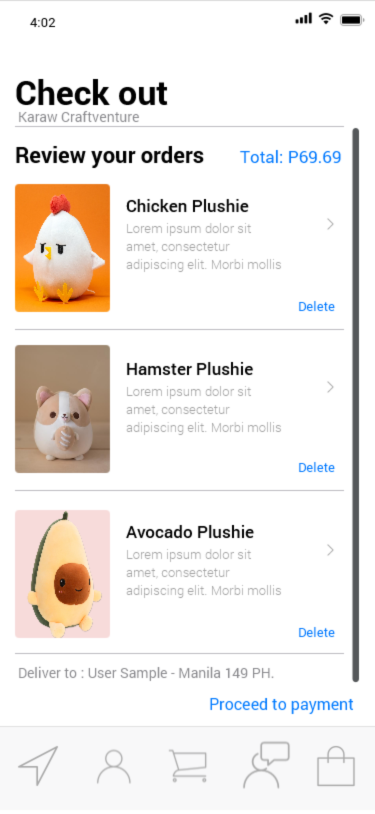 4:02
Check out
Karaw Craftventure
Review your orders
Total: P69.69
Chicken Plushie
Lorem ipsum dolor sit
amet, consectetur
adipiscing elit. Morbi mollis
Delete
Hamster Plushie
Lorem ipsum dolor sit
amet, consectetur
adipiscing elit. Morbi mollis
Delete
Avocado Plushie
Lorem ipsum dolor sit
amet, consectetur
adipiscing elit. Morbi mollis
Delete
Deliver to : User Sample - Manila 149 PH.
Proceed to payment